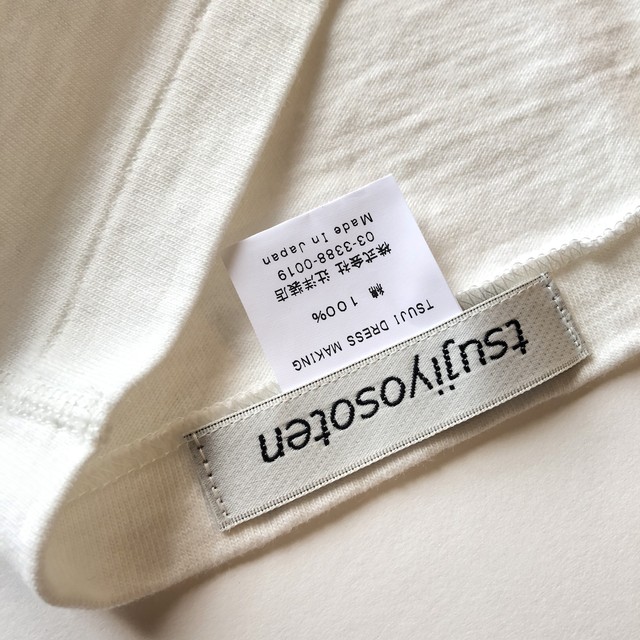 tsujiyosoten
TSUJI DRESS MAKING
綿 100%
株式会社 辻洋装店
03-3388-0019
Made In Japan